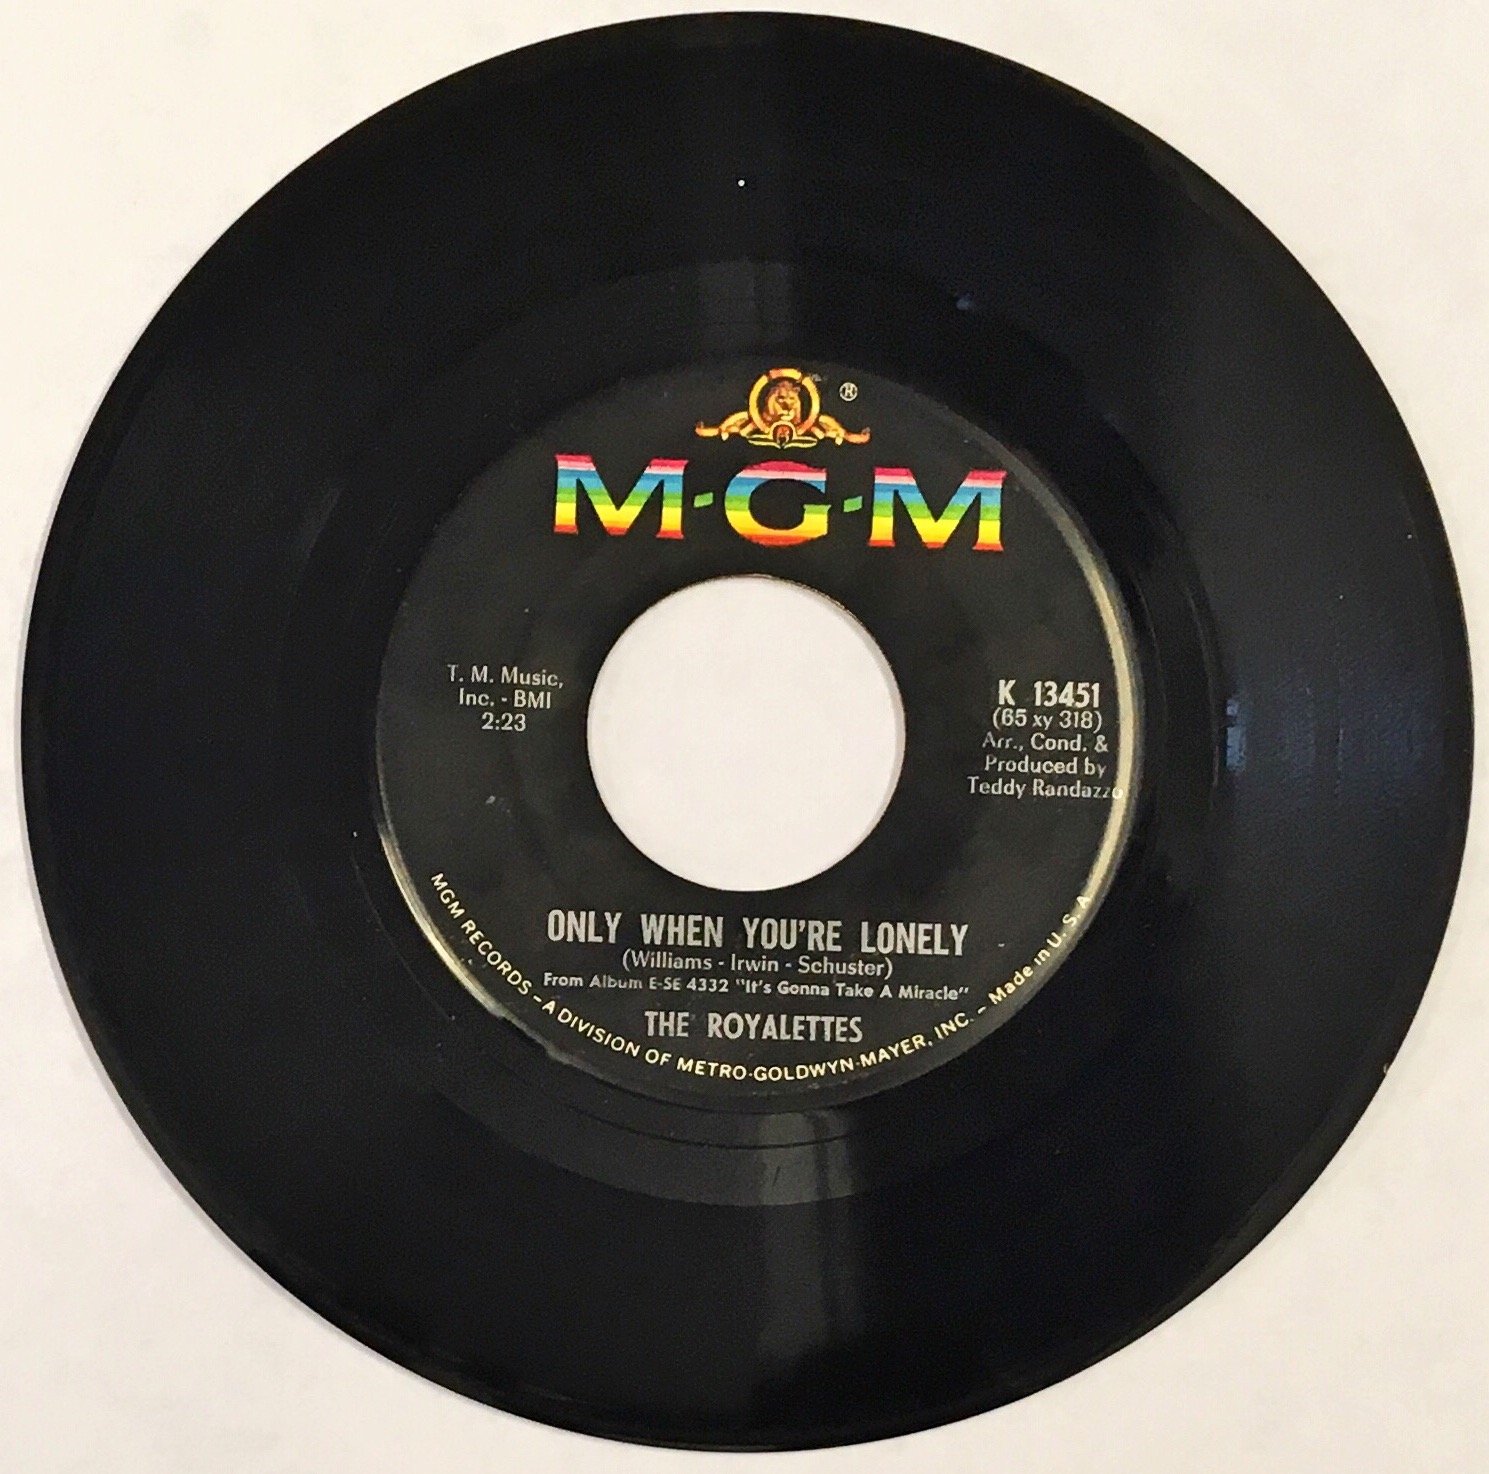 ®
M·G·M
T. M. Music,
Inc. - BMI
2:23
K 13451
(65 xy 318)
Arr., Cond. &
Produced by
Teddy Randazzo
ONLY WHEN YOU'RE LONELY
(Williams - Irwin - Schuster)
From Album E-SE 4332 "It's Gonna Take A Miracle"
THE ROYALETTES
MGM RECORDS – A DIVISION OF METRO-GOLDWYN-MAYER, INC. – Made in U.S.A.